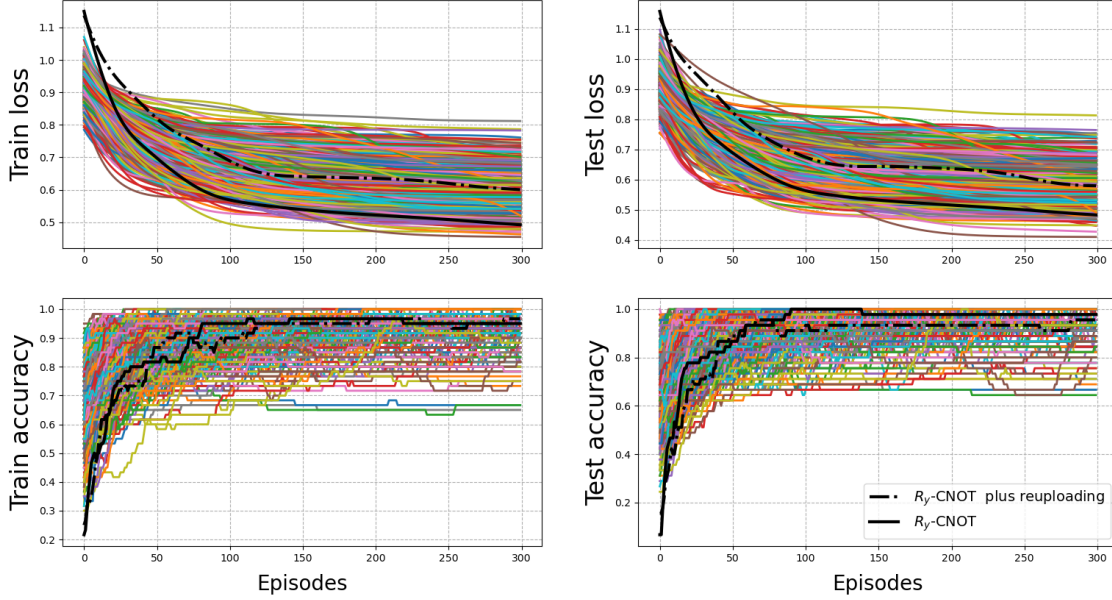 Train loss
1.1
1.0
0.9
0.8
0.7
0.6
0.5
0 50 100 150 200 250 300
Test loss
1.1
1.0
0.9
0.8
0.7
0.6
0.5
0.4
0 50 100 150 200 250 300
Train accuracy
1.0
0.9
0.8
0.7
0.6
0.5
0.4
0.3
0.2
0 50 100 150 200 250 300
Episodes
Test accuracy
1.0
0.8
0.6
0.4
0.2
0 50 100 150 200 250 300
Episodes
R_y-CNOT plus reuploading
R_y-CNOT